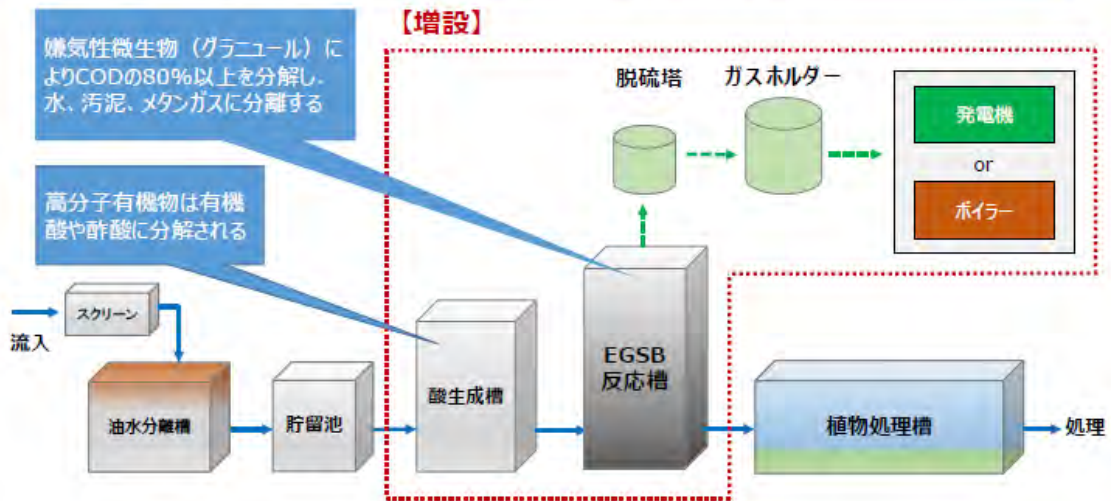 【増設】
嫌気性微生物（グラニュール）に
よりCODの80%以上を分解し、
水、汚泥、メタンガスに分離する
脱硫塔
ガスホルダー
発電機
or
ボイラー
高分子有機物は有機
酸や酢酸に分解される
スクリーン
流入
油水分離槽
貯留池
酸生成槽
EGSB
反応槽
植物処理槽
処理